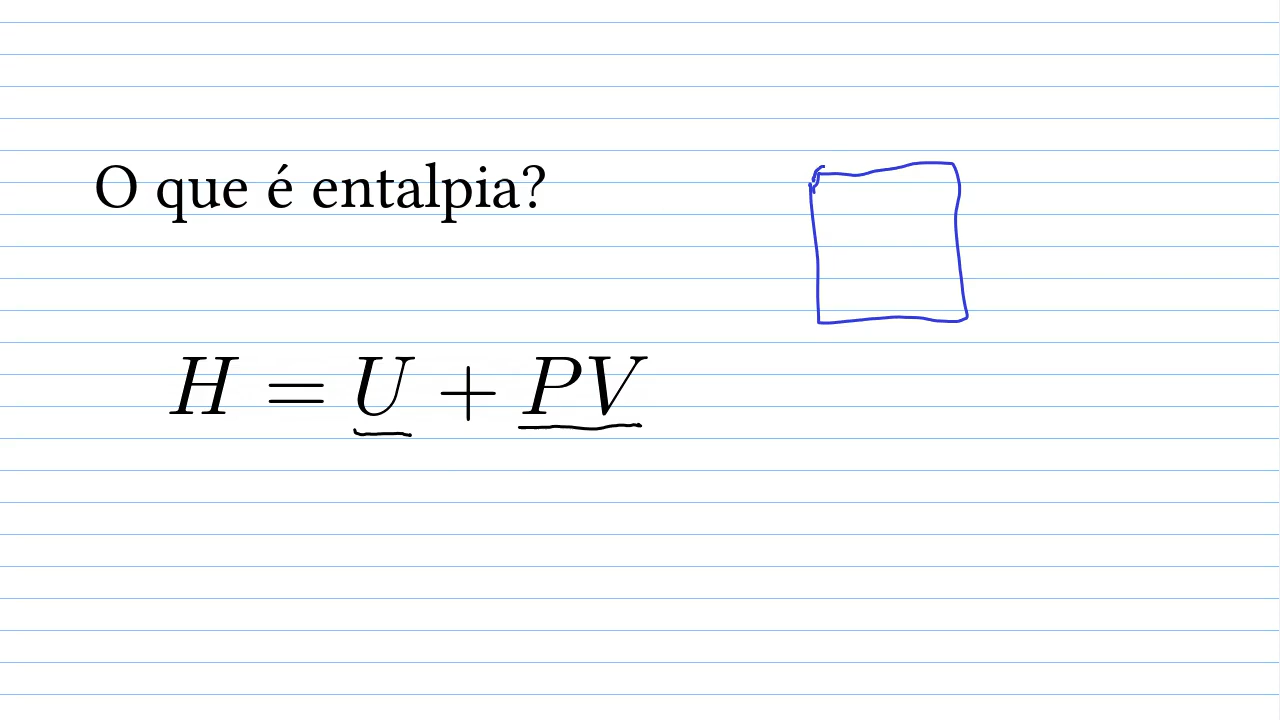 O que é entalpia?
H = U + PV